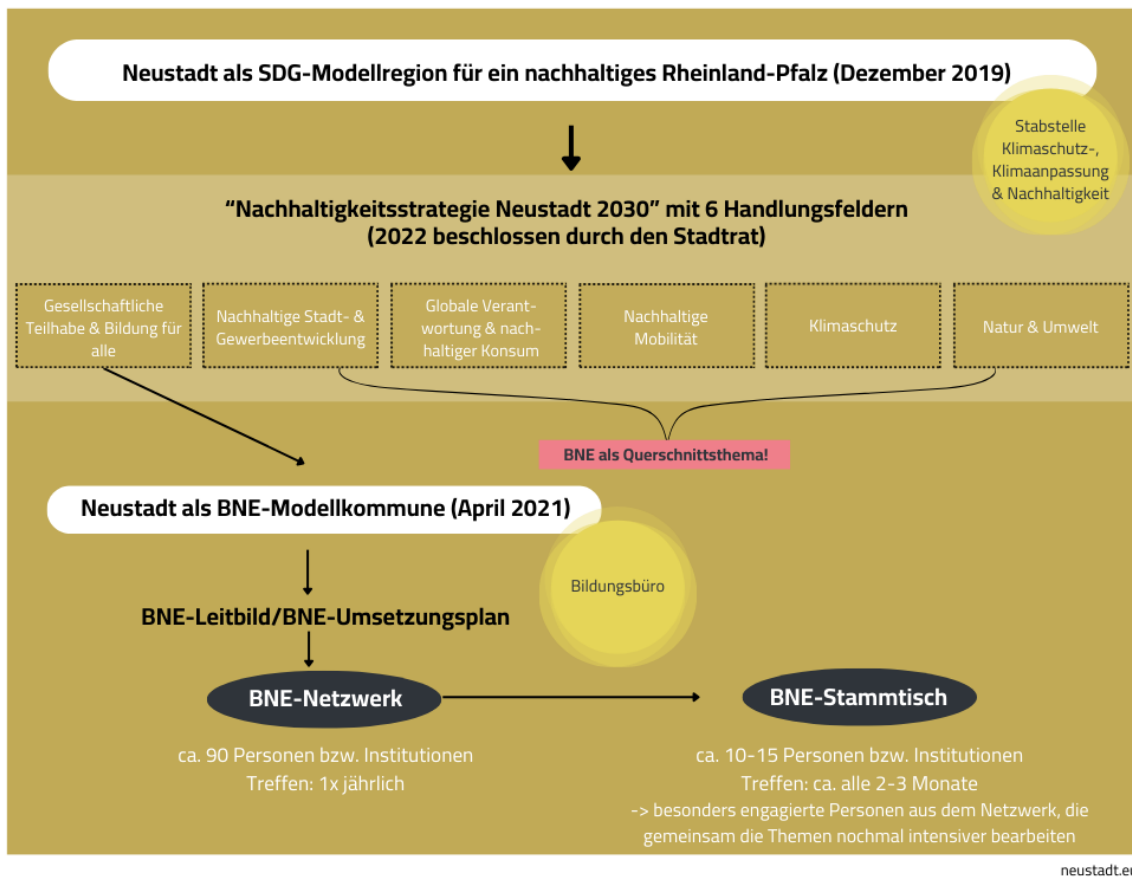 Neustadt als SDG-Modellregion für ein nachhaltiges Rheinland-Pfalz (Dezember 2019)
Stabstelle
Klimaschutz-,
Klimaanpassung
& Nachhaltigkeit
“Nachhaltigkeitsstrategie Neustadt 2030” mit 6 Handlungsfeldern
(2022 beschlossen durch den Stadtrat)
Gesellschaftliche
Teilhabe & Bildung für
alle
Nachhaltige Stadt- &
Gewerbeentwicklung
Globale Verant-
wortung & nach-
haltiger Konsum
Nachhaltige
Mobilität
Klimaschutz
Natur & Umwelt
BNE als Querschnittsthema!
Neustadt als BNE-Modellkommune (April 2021)
Bildungsbüro
BNE-Leitbild/BNE-Umsetzungsplan
BNE-Netzwerk
ca. 90 Personen bzw. Institutionen
Treffen: 1x jährlich
BNE-Stammtisch
ca. 10-15 Personen bzw. Institutionen
Treffen: ca. alle 2-3 Monate
-> besonders engagierte Personen aus dem Netzwerk, die
gemeinsam die Themen nochmal intensiver bearbeiten
neustadt.eu